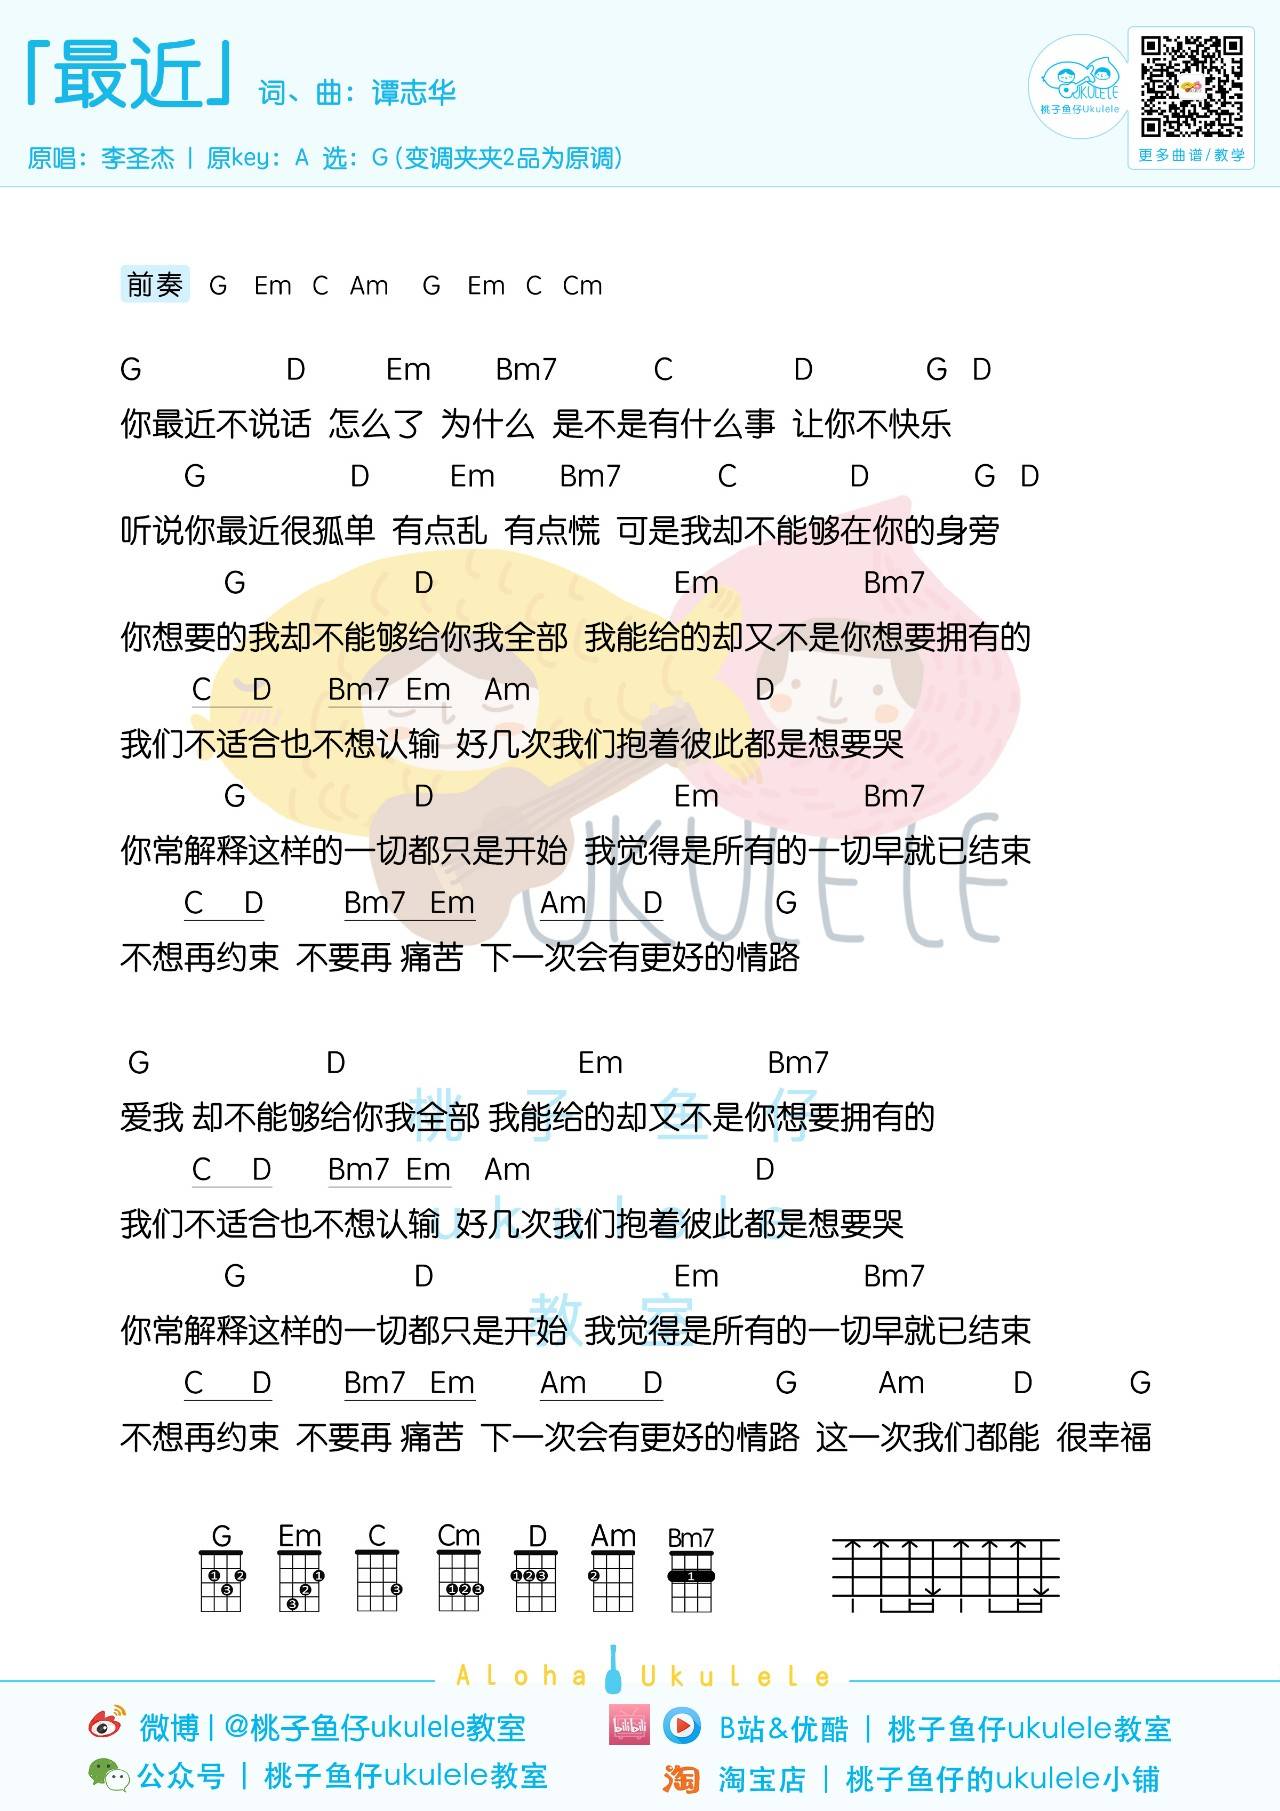 「最近」 词、曲：谭志华
原唱：李圣杰 | 原key：A 选：G（变调夹夹2品为原调）
UKULELE
桃子鱼仔Ukulele
更多曲谱/教学
前奏 G Em C Am G Em C Cm
G D Em Bm7 C D G D
你最近不说话 怎么了 为什么 是不是有什么事 让你不快乐
G D Em Bm7 C D G D
听说你最近很孤单 有点乱 有点慌 可是我却不能够在你的身旁
G D Em Bm7
你想要的我却不能够给你我全部 我能给的却又不是你想要拥有的
C D Bm7 Em Am D
我们不适合也不想认输 好几次我们抱着彼此都是想要哭
G D Em Bm7
你常解释这样的一切都只是开始 我觉得是所有的一切早就已结束
UKULELE
C D Bm7 Em Am D G
不想再约束 不要再 痛苦 下一次会有更好的情路
G D Em Bm7
桃子鱼仔
爱我 却不能够给你我全部 我能给的却又不是你想要拥有的
C D Bm7 Em Am D
ukulele
我们不适合也不想认输 好几次我们抱着彼此都是想要哭
G D Em Bm7
教室
你常解释这样的一切都只是开始 我觉得是所有的一切早就已结束
C D Bm7 Em Am D G Am D G
不想再约束 不要再 痛苦 下一次会有更好的情路 这一次我们都能 很幸福
G Em C Cm D Am Bm7
1 2 3 1 2 3 3 1 2 3 1 2 3 2 1
Aloha Ukulele
微博 | @桃子鱼仔ukulele教室
bilibili B站&优酷 | 桃子鱼仔ukulele教室
公众号 | 桃子鱼仔ukulele教室
淘 淘宝店 | 桃子鱼仔的ukulele小铺